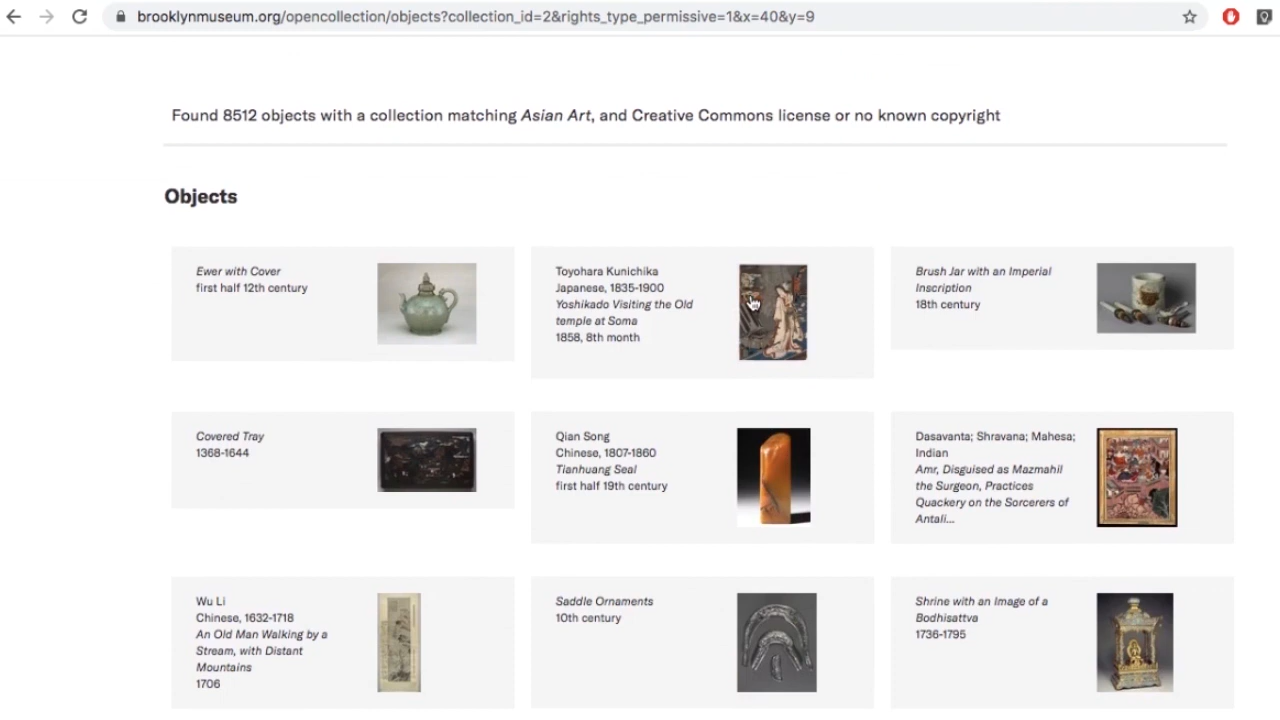 brooklynmuseum.org/opencollection/objects?collection_id=2&rights_type_permissive=1&x=40&y=9
Found 8512 objects with a collection matching Asian Art, and Creative Commons license or no known copyright
Objects
Ewer with Cover
first half 12th century
Toyohara Kunichika
Japanese, 1835-1900
Yoshikado Visiting the Old
temple at Soma
1858, 8th month
Brush Jar with an Imperial
Inscription
18th century
Covered Tray
1368-1644
Qian Song
Chinese, 1807-1860
Tianhuang Seal
first half 19th century
Dasavanta; Shravana; Mahesa;
Indian
Amr, Disguised as Mazmahil
the Surgeon, Practices
Quackery on the Sorcerers of
Antali...
Wu Li
Chinese, 1632-1718
An Old Man Walking by a
Stream, with Distant
Mountains
1706
Saddle Ornaments
10th century
Shrine with an Image of a
Bodhisattva
1736-1795